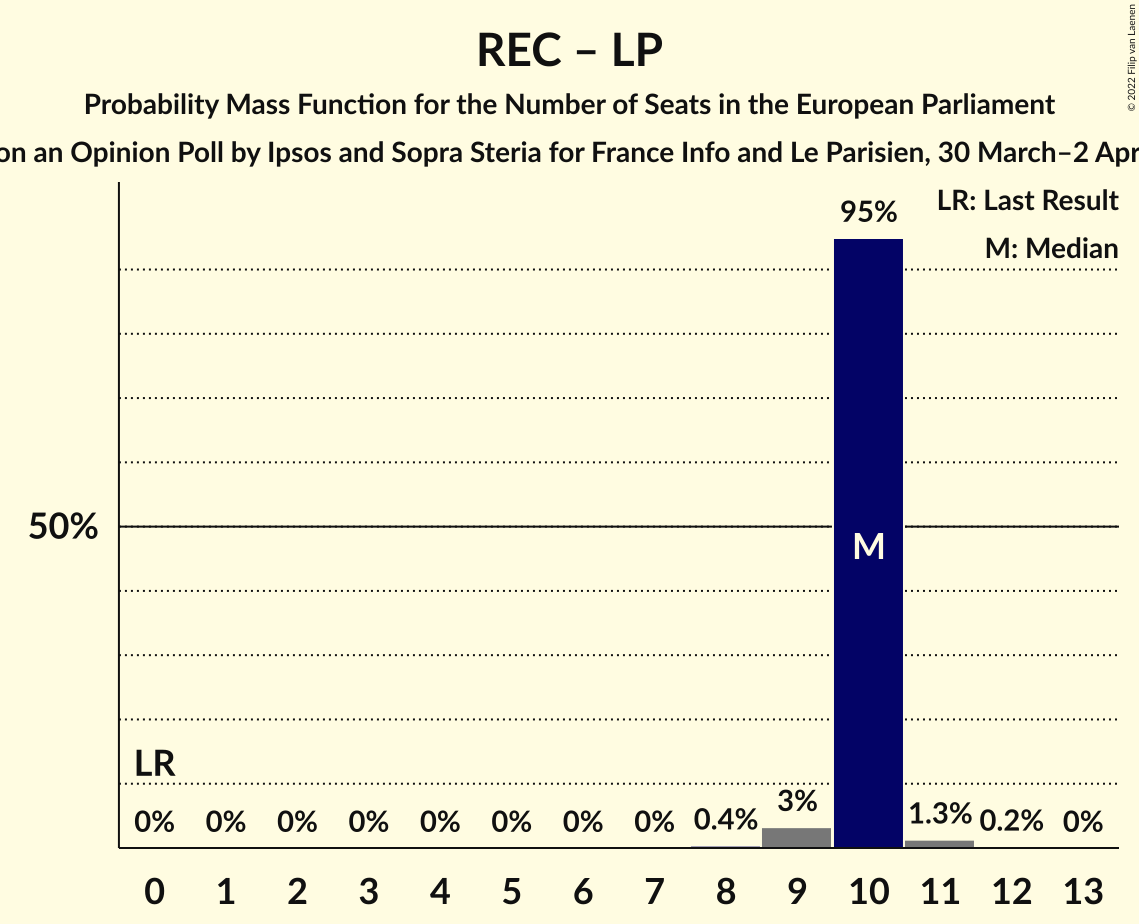 REC – LP
Probability Mass Function for the Number of Seats in the European Parliament
on an Opinion Poll by Ipsos and Sopra Steria for France Info and Le Parisien, 30 March–2 Apr
© 2022 Filip van Laenen
LR: Last Result
M: Median
95%
50%
M
LR
0% 0% 0% 0% 0% 0% 0% 0% 0.4% 3% 1.3% 0.2% 0%
0 1 2 3 4 5 6 7 8 9 10 11 12 13